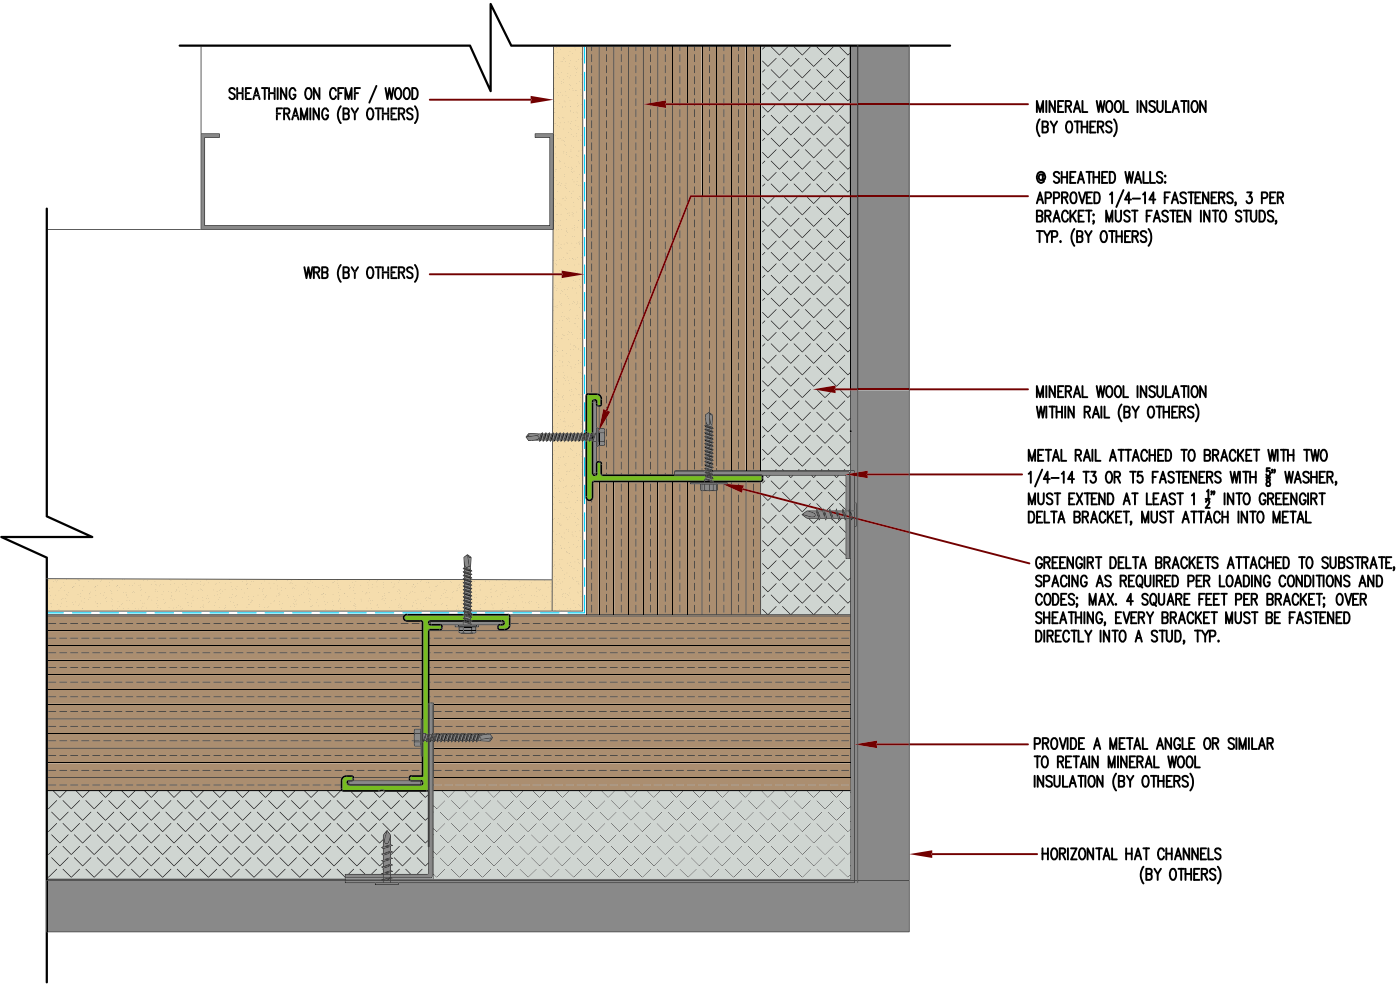 SHEATHING ON CFMF / WOOD
FRAMING (BY OTHERS)
WRB (BY OTHERS)
MINERAL WOOL INSULATION
(BY OTHERS)
@ SHEATHED WALLS:
APPROVED 1/4-14 FASTENERS, 3 PER
BRACKET; MUST FASTEN INTO STUDS,
TYP. (BY OTHERS)
MINERAL WOOL INSULATION
WITHIN RAIL (BY OTHERS)
METAL RAIL ATTACHED TO BRACKET WITH TWO
1/4-14 T3 OR T5 FASTENERS WITH 5/8" WASHER,
MUST EXTEND AT LEAST 1 1/2" INTO GREENGIRT
DELTA BRACKET, MUST ATTACH INTO METAL
GREENGIRT DELTA BRACKETS ATTACHED TO SUBSTRATE,
SPACING AS REQUIRED PER LOADING CONDITIONS AND
CODES; MAX. 4 SQUARE FEET PER BRACKET; OVER
SHEATHING, EVERY BRACKET MUST BE FASTENED
DIRECTLY INTO A STUD, TYP.
PROVIDE A METAL ANGLE OR SIMILAR
TO RETAIN MINERAL WOOL
INSULATION (BY OTHERS)
HORIZONTAL HAT CHANNELS
(BY OTHERS)